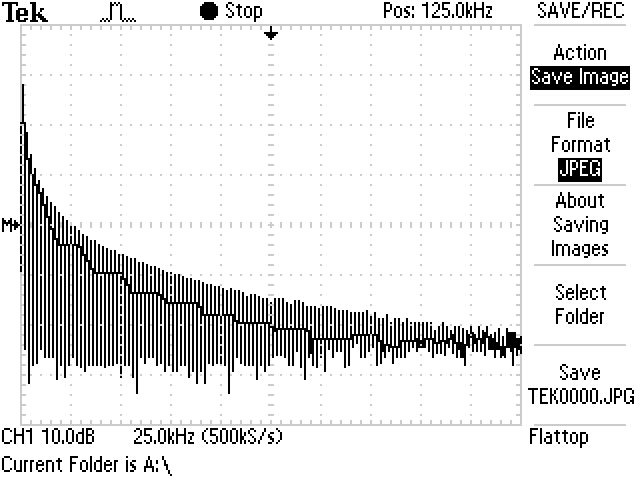 Tek Stop Pos: 125.0kHz SAVE/REC
Action
Save Image
File
Format
JPEG
M
About
Saving
Images
Select
Folder
Save
TEK0000.JPG
CH1 10.0dB 25.0kHz (500kS/s) Flattop
Current Folder is A:\